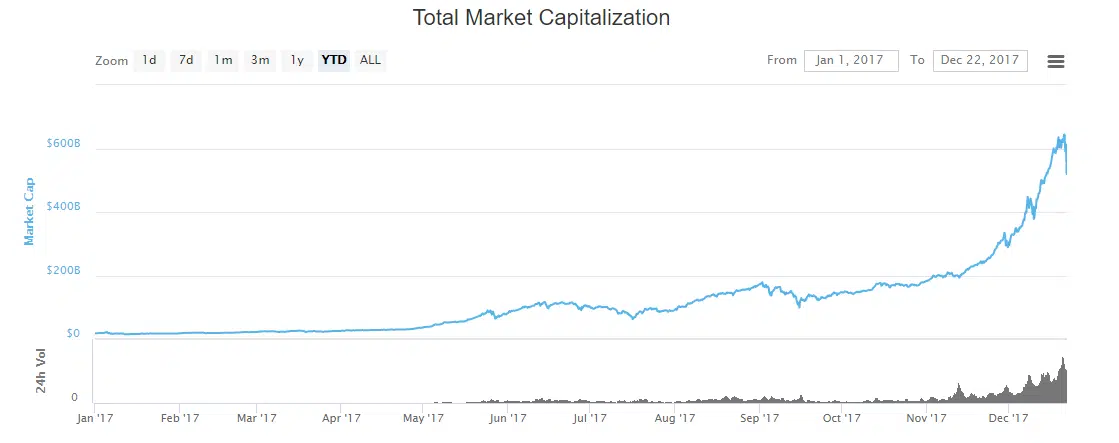 Total Market Capitalization
Zoom 1d 7d 1m 3m 1y YTD ALL From Jan 1, 2017 To Dec 22, 2017
$600B
$400B
Market Cap
$200B
$0
24h Vol
0
Jan '17 Feb '17 Mar '17 Apr '17 May '17 Jun '17 Jul '17 Aug '17 Sep '17 Oct '17 Nov '17 Dec '17